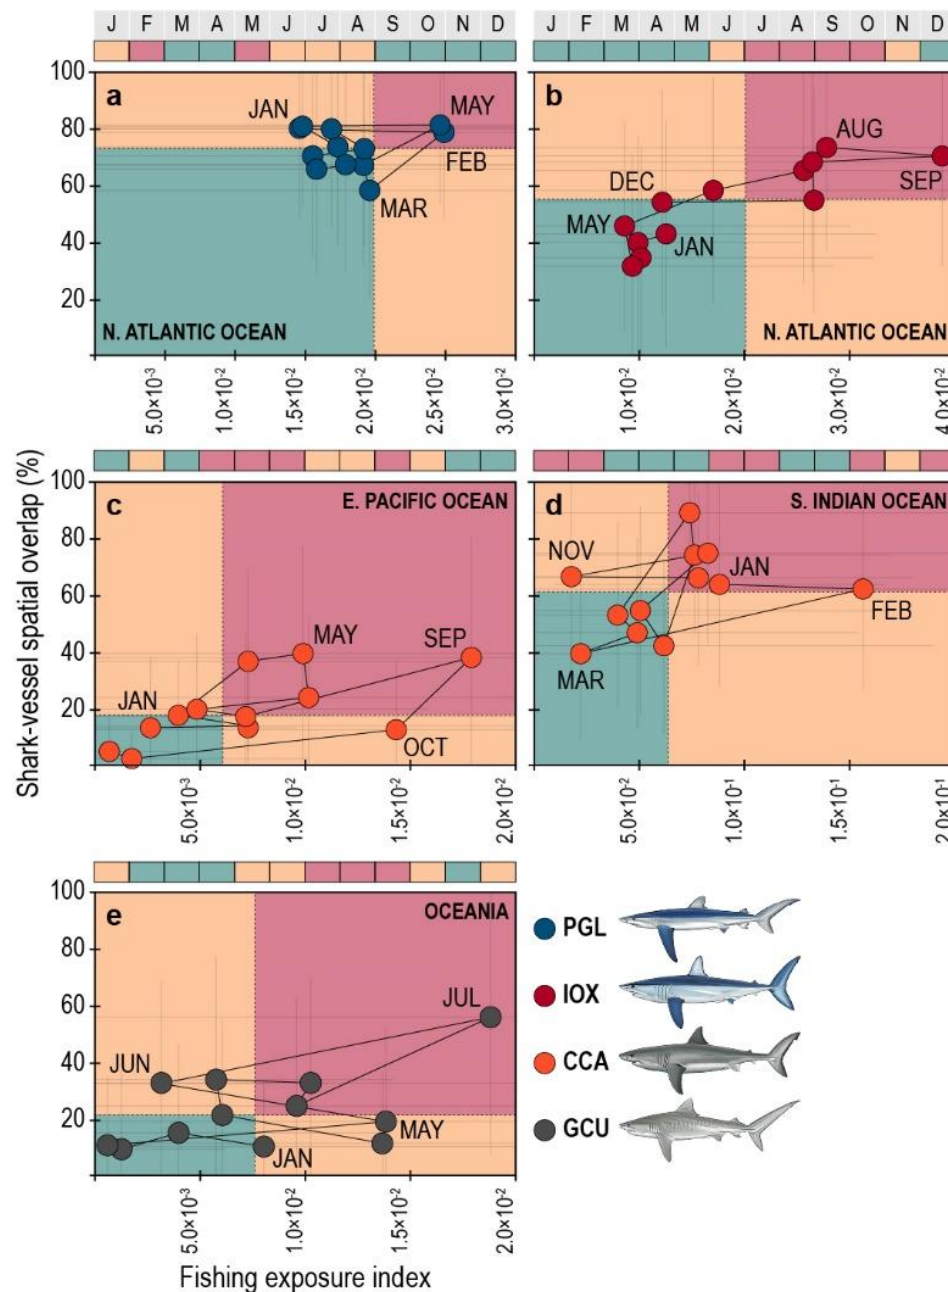 J F M A M J J A S O N D
J F M A M J J A S O N D
Shark-vessel spatial overlap (%)
a
100
80
60
40
20
JAN
MAY
FEB
MAR
N. ATLANTIC OCEAN
5.0×10⁻³
1.0×10⁻²
1.5×10⁻²
2.0×10⁻²
2.5×10⁻²
3.0×10⁻²
b
AUG
SEP
DEC
MAY
JAN
N. ATLANTIC OCEAN
1.0×10⁻²
2.0×10⁻²
3.0×10⁻²
4.0×10⁻²
c
E. PACIFIC OCEAN
100
80
60
40
20
MAY
SEP
JAN
OCT
5.0×10⁻³
1.0×10⁻²
1.5×10⁻²
2.0×10⁻²
d
S. INDIAN OCEAN
NOV
JAN
FEB
MAR
5.0×10⁻²
1.0×10⁻¹
1.5×10⁻¹
2.0×10⁻¹
e
OCEANIA
100
80
60
40
20
JUL
JUN
MAY
JAN
5.0×10⁻³
1.0×10⁻²
1.5×10⁻²
2.0×10⁻²
Fishing exposure index
PGL
IOX
CCA
GCU